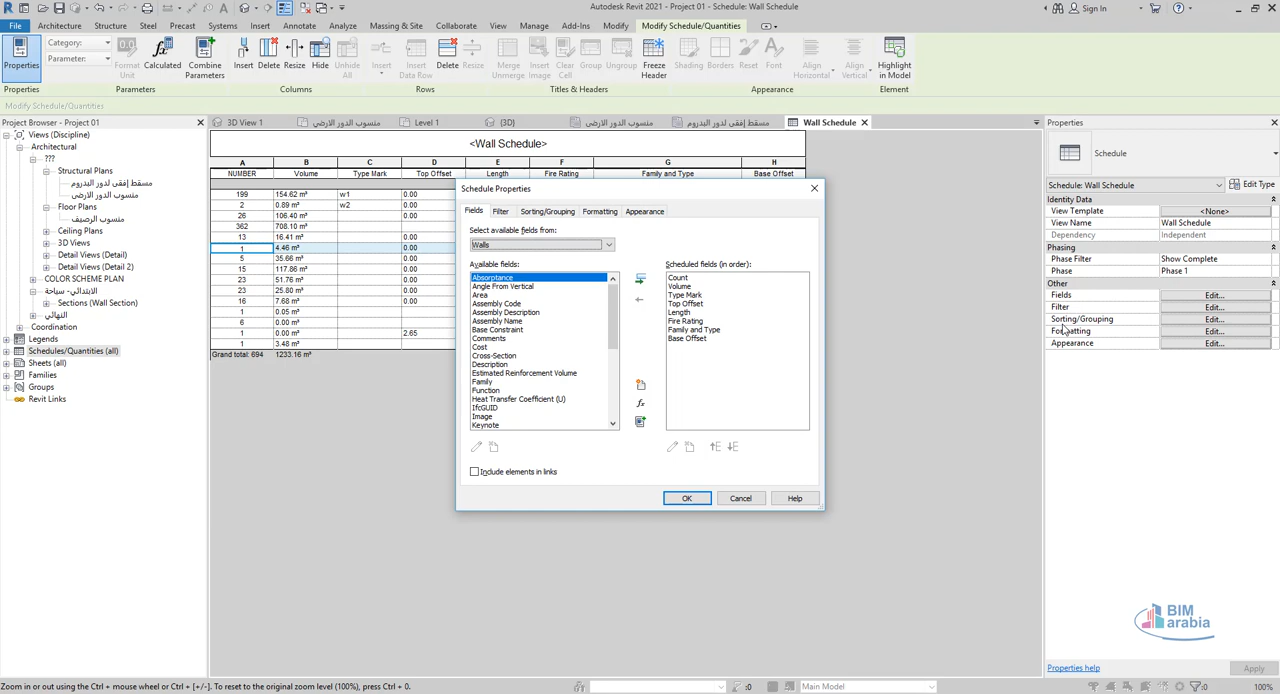 Autodesk Revit 2021 - Project 01 - Schedule: Wall Schedule
Sign In
File Architecture Structure Steel Precast Systems Insert Annotate Analyze Massing & Site Collaborate View Manage Add-Ins Modify Modify Schedule/Quantities
Properties
Category:
Parameter:
Format Unit
Calculated
Combine Parameters
Insert Delete Resize Hide Unhide All
Insert Insert Data Row Delete Resize
Merge Unmerge Insert Image Clear Cell Group Ungroup Freeze Header
Shading Borders Reset Font Align Horizontal Align Vertical
Highlight in Model
Properties Parameters Columns Rows Titles & Headers Appearance Element
Modify Schedule/Quantities
Project Browser - Project 01
Views (Discipline)
Architectural
???
Structural Plans
مسقط إفقى لدور البدروم
منسوب الدور الارضى
Floor Plans
منسوب الرصيف
Ceiling Plans
3D Views
Detail Views (Detail)
Detail Views (Detail 2)
COLOR SCHEME PLAN
الابتدائي- سباحة
Sections (Wall Section)
النهائي
Coordination
Legends
Schedules/Quantities (all)
Sheets (all)
Families
Groups
Revit Links
3D View 1
منسوب الدور الارضى
Level 1
{3D}
منسوب الدور الارضى
مسقط إفقى لدور البدروم
Wall Schedule
<Wall Schedule>
A B C D E F G H
NUMBER Volume Type Mark Top Offset Length Fire Rating Family and Type Base Offset
199 154.62 m³ w1 0.00
2 0.89 m³ w2 0.00
26 106.40 m³ 0.00
362 708.10 m³
13 16.41 m³ 0.00
1 4.46 m³ 0.00
5 35.66 m³ 0.00
15 117.86 m³ 0.00
23 51.76 m³ 0.00
23 25.80 m³ 0.00
16 7.68 m³ 0.00
1 0.05 m³
6 0.00 m³
1 0.00 m³ 2.65
1 3.48 m³
Grand total: 694 1233.16 m³
Schedule Properties
Fields Filter Sorting/Grouping Formatting Appearance
Select available fields from:
Walls
Available fields:
Absorptance
Angle From Vertical
Area
Assembly Code
Assembly Description
Assembly Name
Base Constraint
Comments
Cost
Cross-Section
Description
Estimated Reinforcement Volume
Family
Function
Heat Transfer Coefficient (U)
IfcGUID
Image
Keynote
Scheduled fields (in order):
Count
Volume
Type Mark
Top Offset
Length
Fire Rating
Family and Type
Base Offset
Include elements in links
OK Cancel Help
Properties
Schedule
Schedule: Wall Schedule Edit Type
Identity Data
View Template <None>
View Name Wall Schedule
Dependency Independent
Phasing
Phase Filter Show Complete
Phase Phase 1
Other
Fields Edit...
Filter Edit...
Sorting/Grouping Edit...
Formatting Edit...
Appearance Edit...
BIM
arabia
Properties help Apply
Zoom in or out using the Ctrl + mouse wheel or Ctrl + [+/-]. To reset to the original zoom level (100%), press Ctrl + 0.
:0
Main Model
:0
100%